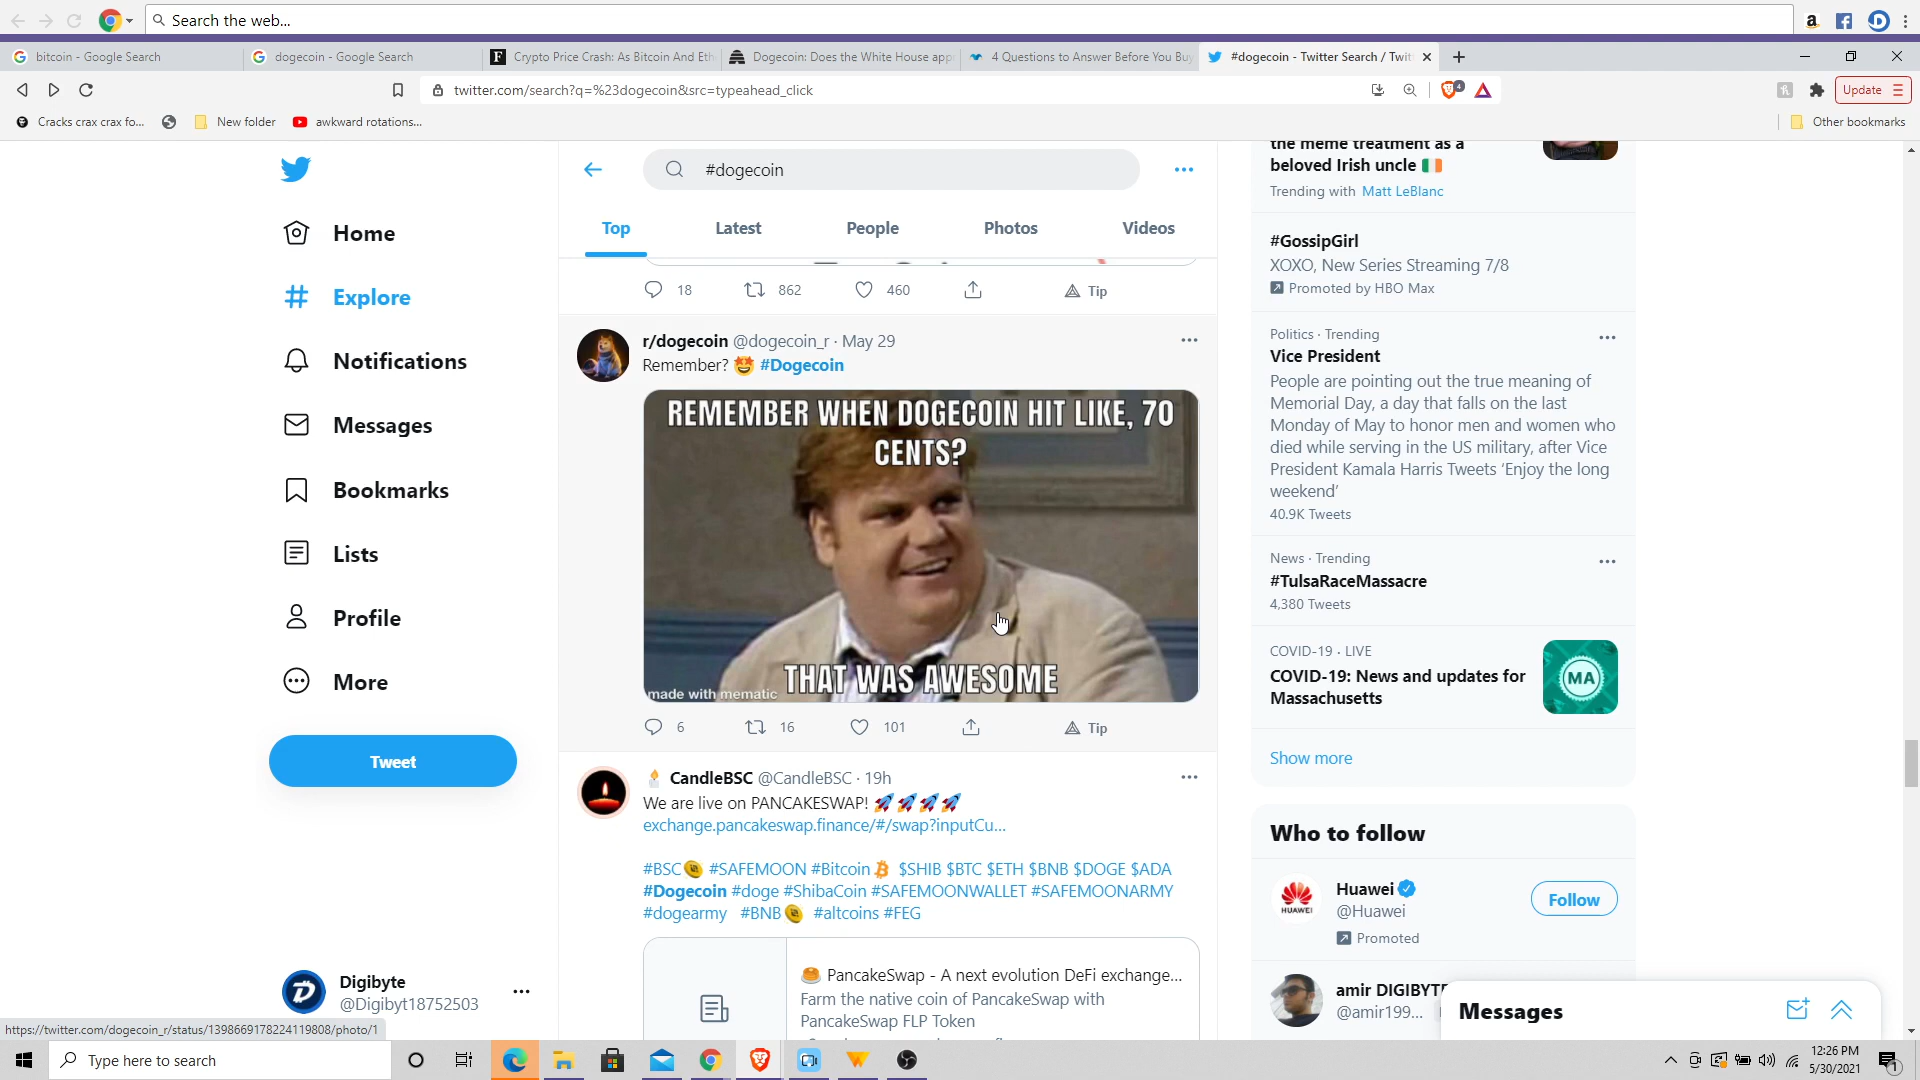 Search the web...
a
bitcoin - Google Search
dogecoin - Google Search
Crypto Price Crash: As Bitcoin And Eth
Dogecoin: Does the White House app
4 Questions to Answer Before You Buy
#dogecoin - Twitter Search / Twit
twitter.com/search?q=%23dogecoin&src=typeahead_click
4
Update
Cracks crax crax fo...
New folder
awkward rotations...
Other bookmarks
Home
Explore
Notifications
Messages
Bookmarks
Lists
Profile
More
Tweet
Digibyte
@Digibyt18752503
#dogecoin
Top
Latest
People
Photos
Videos
18
862
460
Tip
r/dogecoin @dogecoin_r · May 29
Remember? 🤩 #Dogecoin
REMEMBER WHEN DOGECOIN HIT LIKE, 70
CENTS?
THAT WAS AWESOME
made with mematic
6
16
101
Tip
CandleBSC @CandleBSC · 19h
We are live on PANCAKESWAP! 🚀🚀🚀🚀
exchange.pancakeswap.finance/#/swap?inputCu...
#BSC #SAFEMOON #Bitcoin $SHIB $BTC $ETH $BNB $DOGE $ADA
#Dogecoin #doge #ShibaCoin #SAFEMOONWALLET #SAFEMOONARMY
#dogearmy #BNB #altcoins #FEG
🥞 PancakeSwap - A next evolution DeFi exchange...
Farm the native coin of PancakeSwap with
PancakeSwap FLP Token
the meme treatment as a
beloved Irish uncle 🇮🇪
Trending with Matt LeBlanc
#GossipGirl
XOXO, New Series Streaming 7/8
Promoted by HBO Max
Politics · Trending
Vice President
People are pointing out the true meaning of
Memorial Day, a day that falls on the last
Monday of May to honor men and women who
died while serving in the US military, after Vice
President Kamala Harris Tweets ‘Enjoy the long
weekend’
40.9K Tweets
News · Trending
#TulsaRaceMassacre
4,380 Tweets
COVID-19 · LIVE
COVID-19: News and updates for
Massachusetts
MA
Show more
Who to follow
Huawei
@Huawei
Promoted
HUAWEI
Follow
amir DIGIBYTE
@amir199...
Messages
https://twitter.com/dogecoin_r/status/1398669178224119808/photo/1
Type here to search
12:26 PM
5/30/2021
1